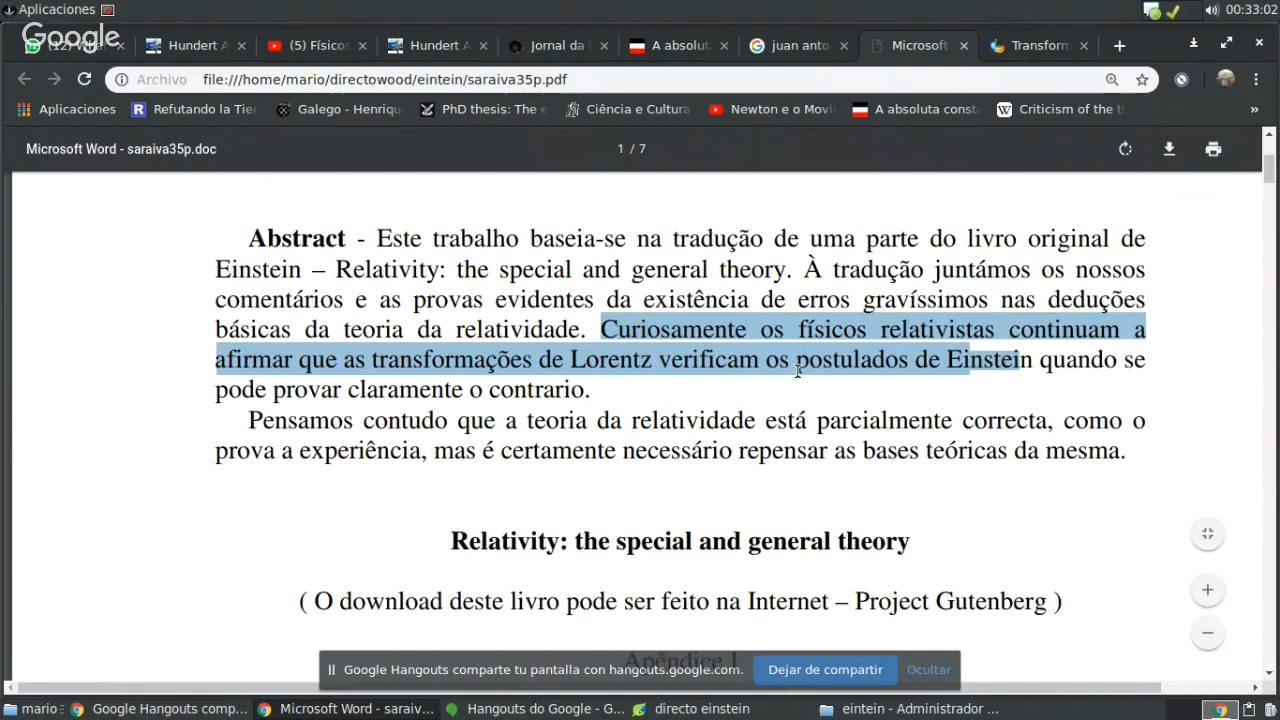 Aplicaciones
00:33:02
Google
Hundert A
(5) Físicos
Hundert A
Jornal da
A absolut
juan anto
Microsoft
Transform
Archivo file:///home/mario/directowood/eintein/saraiva35p.pdf
Aplicaciones
Refutando la Tier
Galego - Henriqu
PhD thesis: The e
Ciência e Cultura
Newton e o Movi
A absoluta const
Criticism of the t
»
Microsoft Word - saraiva35p.doc
1 / 7
Abstract - Este trabalho baseia-se na tradução de uma parte do livro original de
Einstein – Relativity: the special and general theory. À tradução juntámos os nossos
comentários e as provas evidentes da existência de erros gravíssimos nas deduções
básicas da teoria da relatividade. Curiosamente os físicos relativistas continuam a
afirmar que as transformações de Lorentz verificam os postulados de Einstein quando se
pode provar claramente o contrario.
Pensamos contudo que a teoria da relatividade está parcialmente correcta, como o
prova a experiência, mas é certamente necessário repensar as bases teóricas da mesma.
Relativity: the special and general theory
( O download deste livro pode ser feito na Internet – Project Gutenberg )
Apêndice I
Google Hangouts comparte tu pantalla con hangouts.google.com.
Dejar de compartir
Ocultar
mario
Google Hangouts comp...
Microsoft Word - saraiv...
Hangouts do Google - G...
directo einstein
eintein - Administrador ...